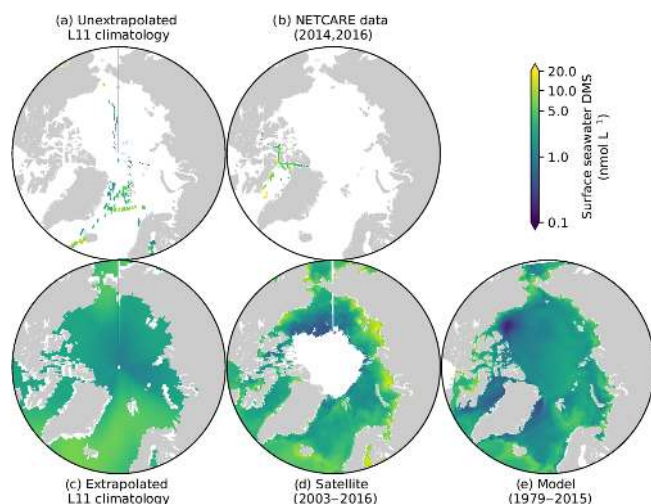 (a) Unextrapolated
L11 climatology
(b) NETCARE data
(2014,2016)
20.0
10.0
5.0
1.0
0.1
Surface seawater DMS
(nmol L⁻¹)
(c) Extrapolated
L11 climatology
(d) Satellite
(2003−2016)
(e) Model
(1979−2015)